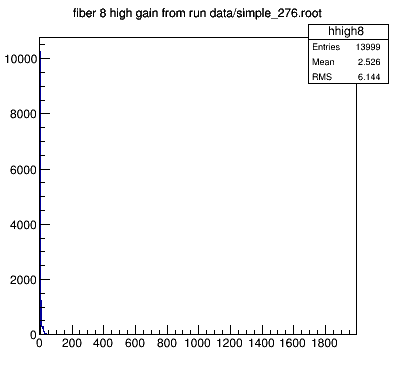 fiber 8 high gain from run data/simple_276.root
hhigh8
Entries 13999
Mean 2.526
RMS 6.144
10000
8000
6000
4000
2000
0
0 200 400 600 800 1000 1200 1400 1600 1800